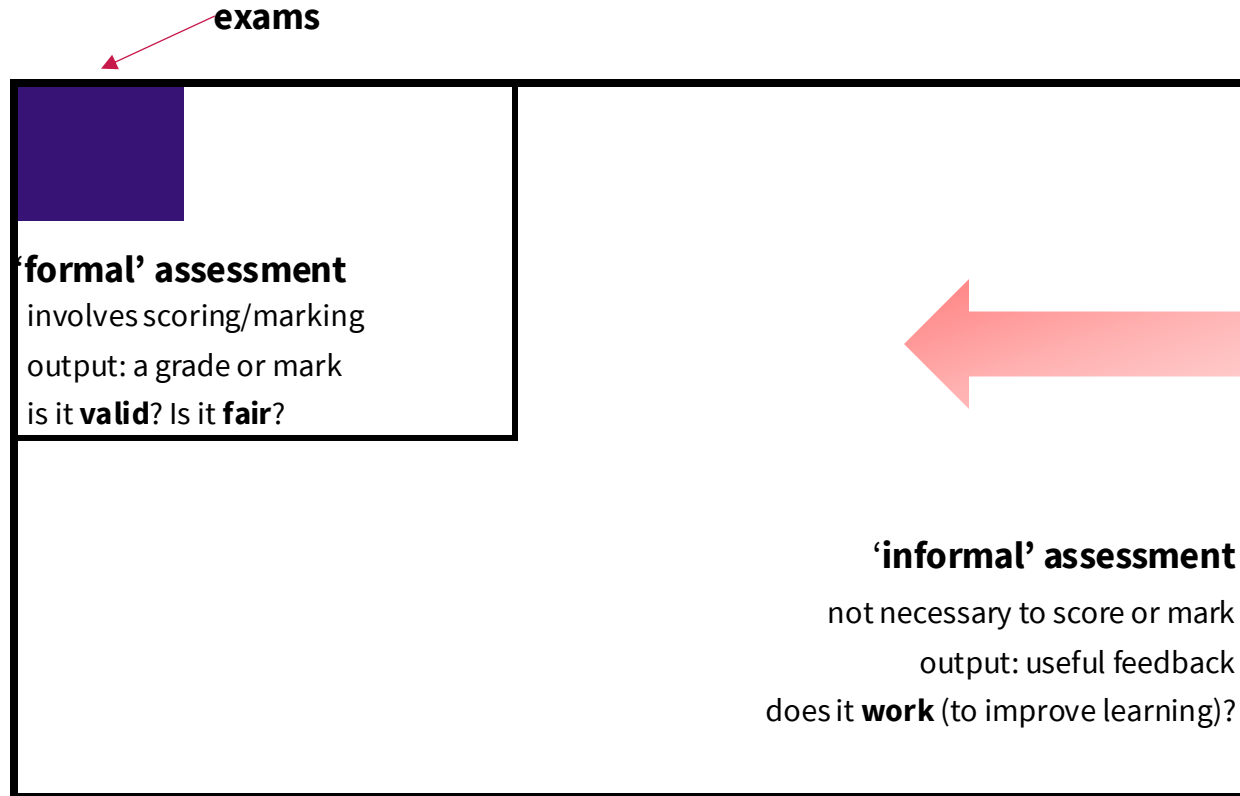 exams
‘formal’ assessment
involves scoring/marking
output: a grade or mark
is it valid? Is it fair?
‘informal’ assessment
not necessary to score or mark
output: useful feedback
does it work (to improve learning)?